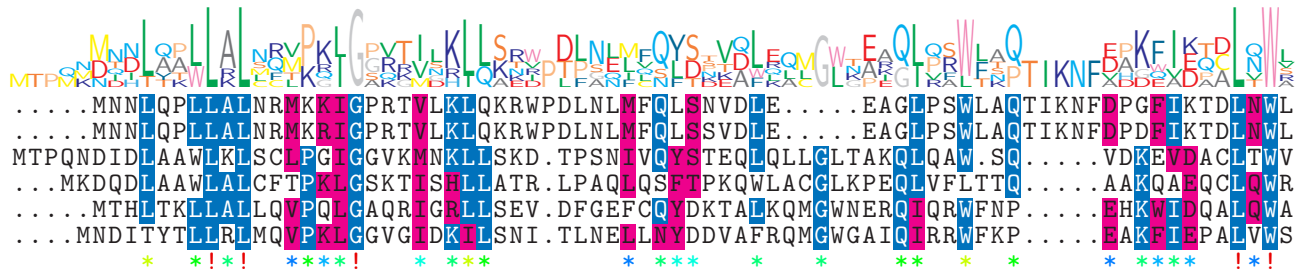 .....MNNLQPLLALNRMKKIGPRTVLKLQKRWPDLNLMFQLSNVDLE.....EAGLPSWLAQTIKNFDPGFIKTDLNWL
.....MNNLQPLLALNRMKRIGPRTVLKLQKRWPDLNLMFQLSSVDLE.....EAGLPSWLAQTIKNFDPDFIKTDLNWL
MTPQNDIDLAAWLKLSCLPGIGGVKMNKLLSKD.TPSNIVQYSTEQLQLLGLTAKQLQAW.SQ.....VDKEVDACLTWV
...MKDQDLAAWLALCFTPKLGSKTISHLLATR.LPAQLQSFTPKQWLACGLKPEQLVFLTTQ.....AAKQAEQCLQWR
.....MTHLTKLLALLQVPQLGAQRIGRLLSEV.DFGEFCQYDKTALKQMGWNERQIQRWFNP.....EHKWIDQALQWA
....MNDITYTLLRLMQVPKLGGVGIDKILSNI.TLNELLNYDDVAFRQMGWGAIQIRRWFKP.....EAKFIEPALVWS
* * ! * ! * * * * ! * * * * * * * * * * * * * * * * * * ! * !